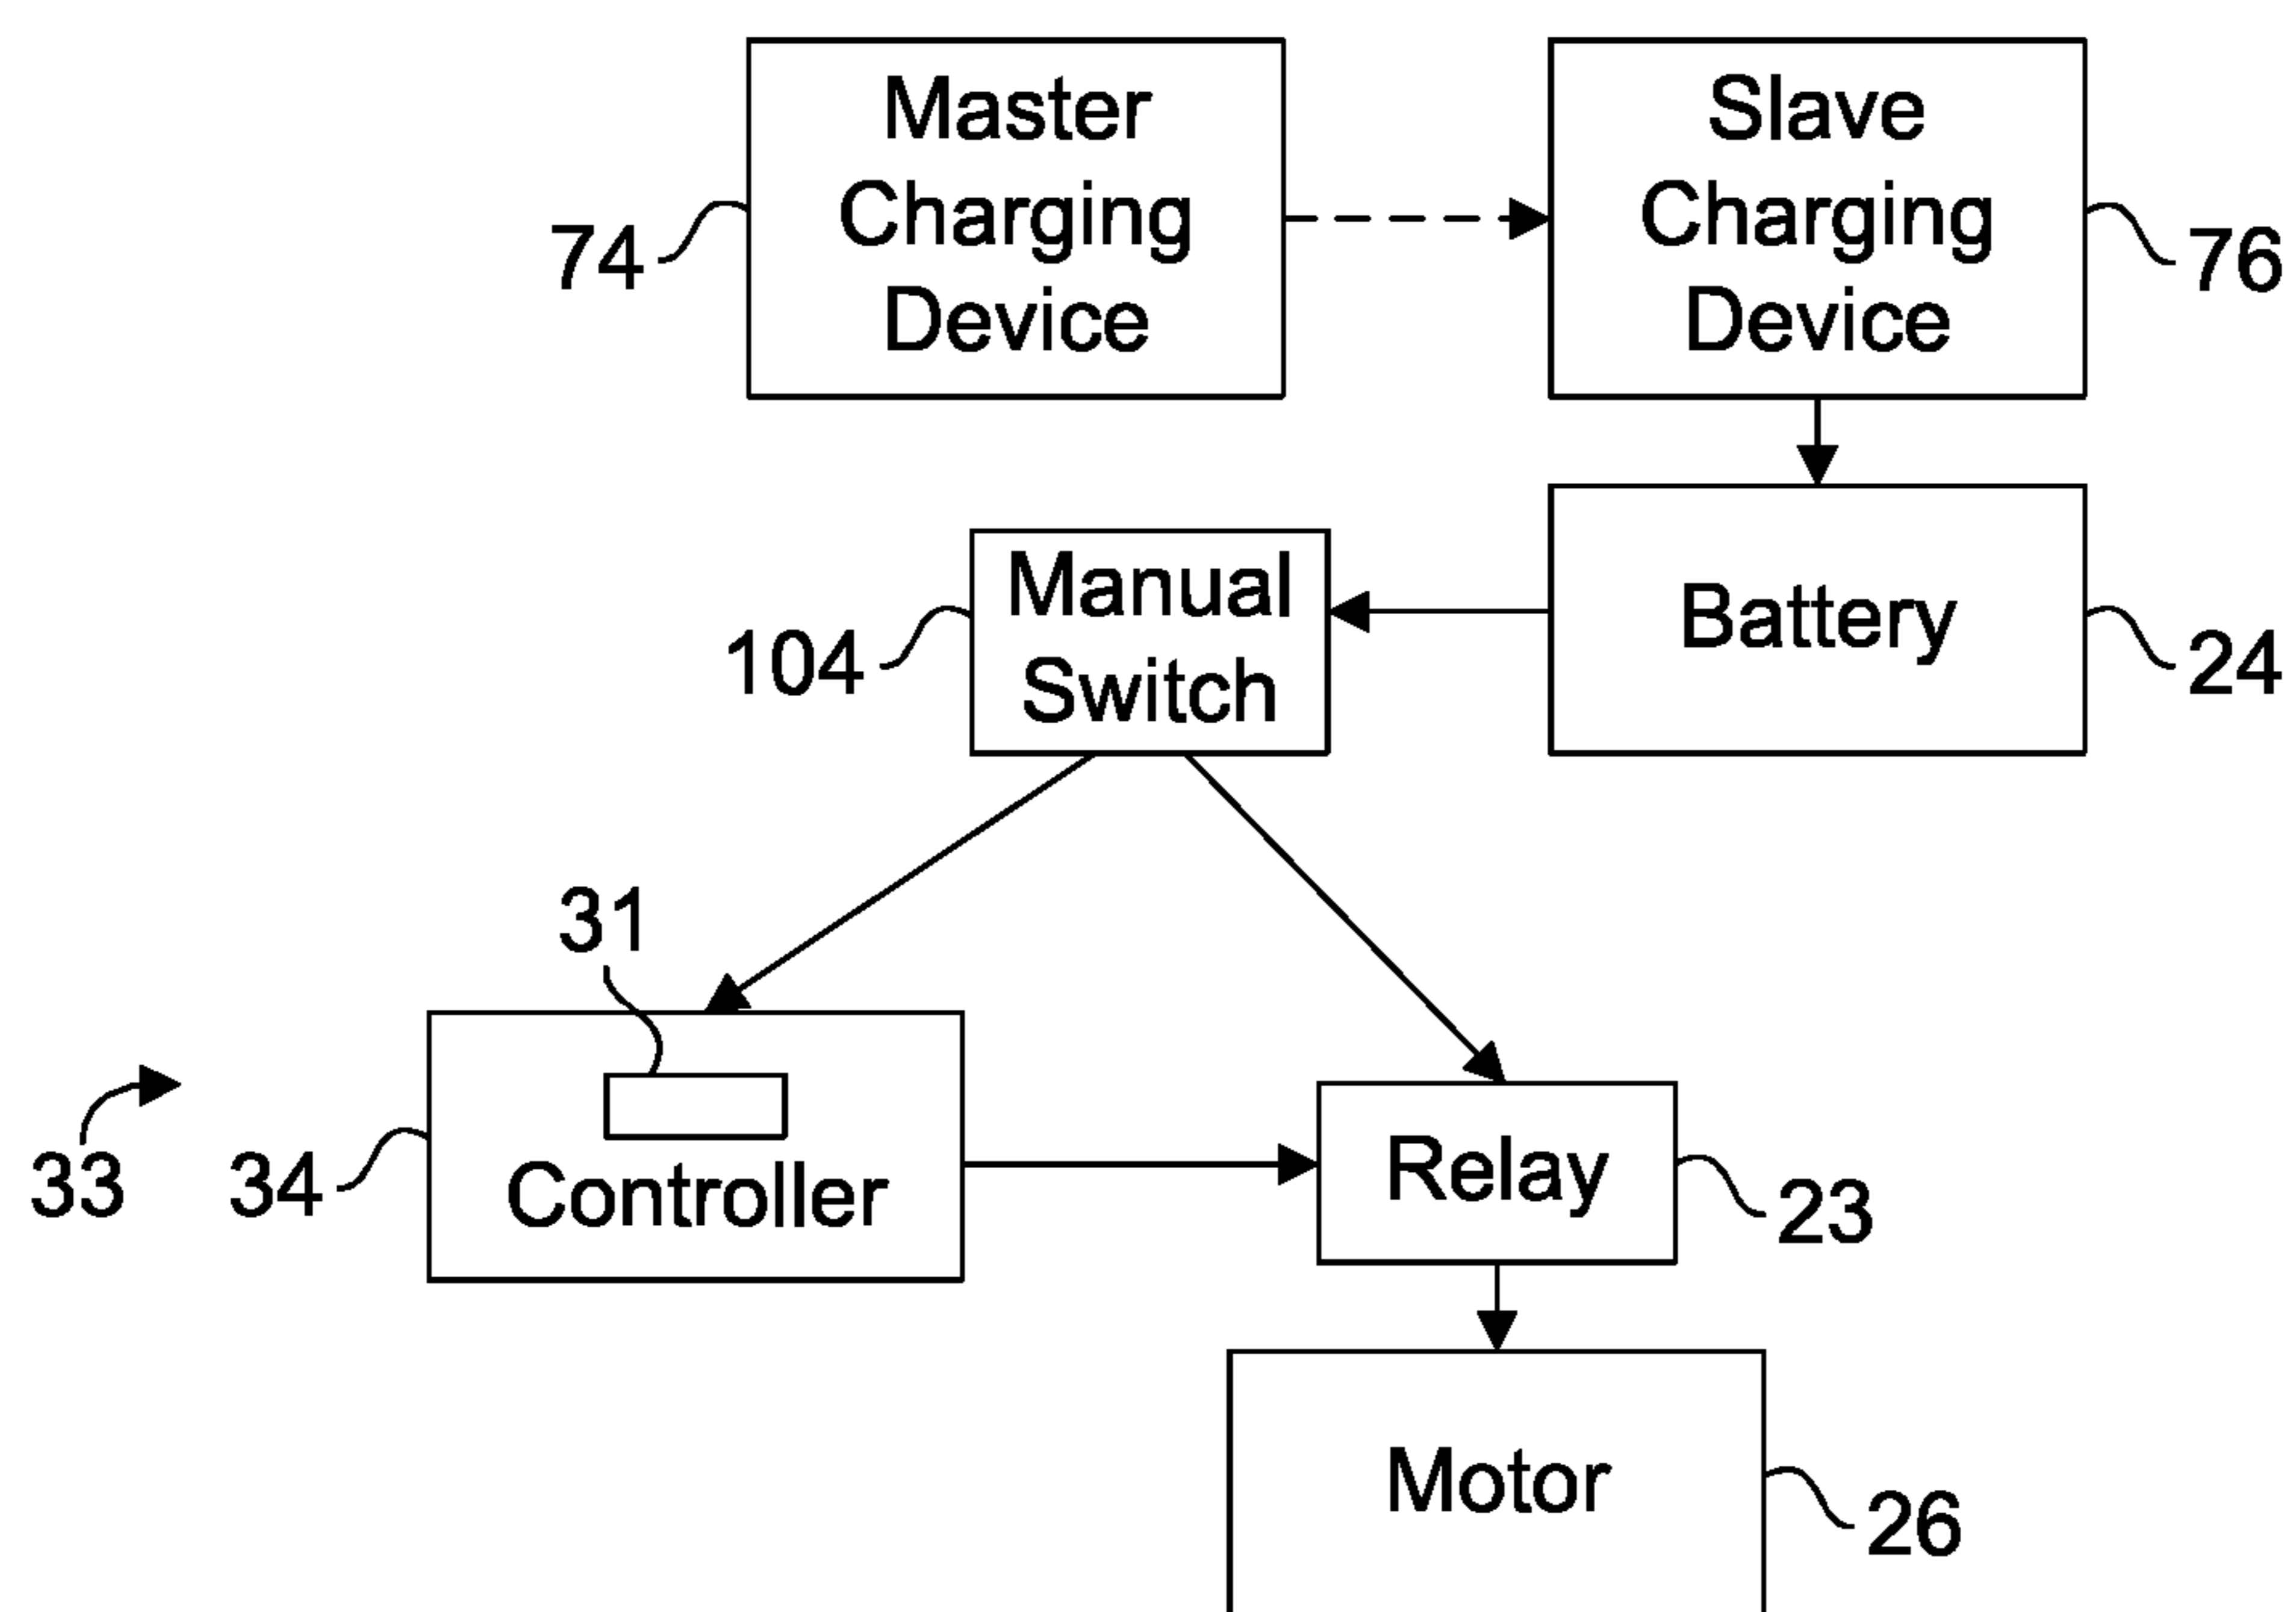 Master
Charging
Device
74
Slave
Charging
Device
76
Manual
Switch
104
Battery
24
31
33
34
Controller
Relay
23
Motor
26